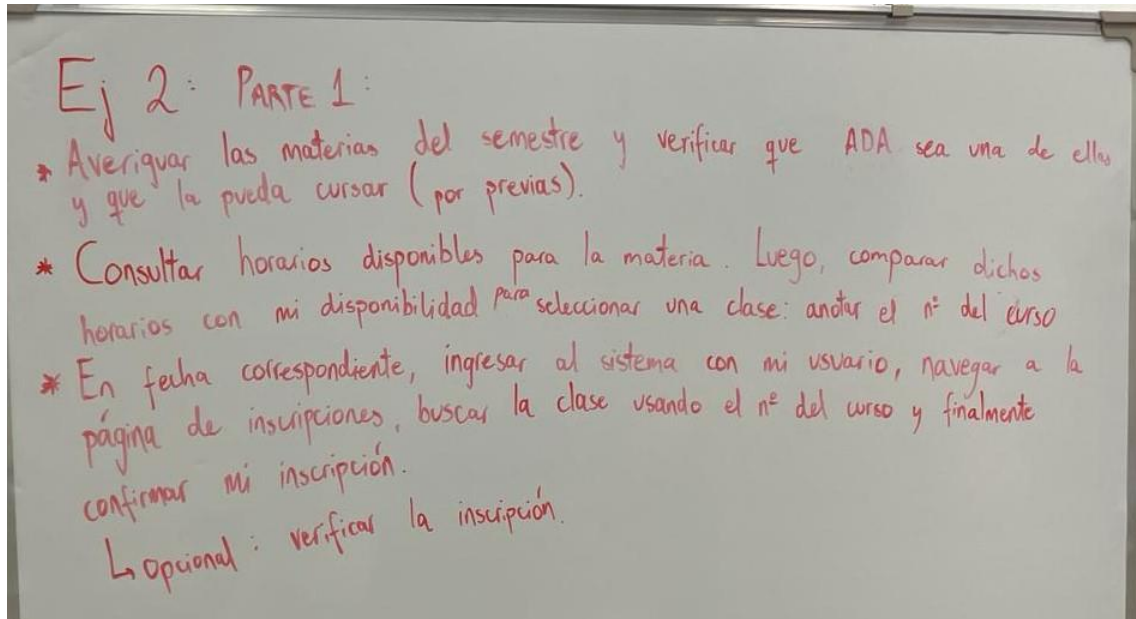 Ej 2: PARTE 1:
* Averiguar las materias del semestre y verificar que ADA sea una de ellas
y que la pueda cursar (por previas).
* Consultar horarios disponibles para la materia. Luego, comparar dichos
horarios con mi disponibilidad para seleccionar una clase: anotar el nº del curso
* En fecha correspondiente, ingresar al sistema con mi usuario, navegar a la
página de inscripciones, buscar la clase usando el nº del curso y finalmente
confirmar mi inscripción.
↳ opcional: verificar la inscripción.